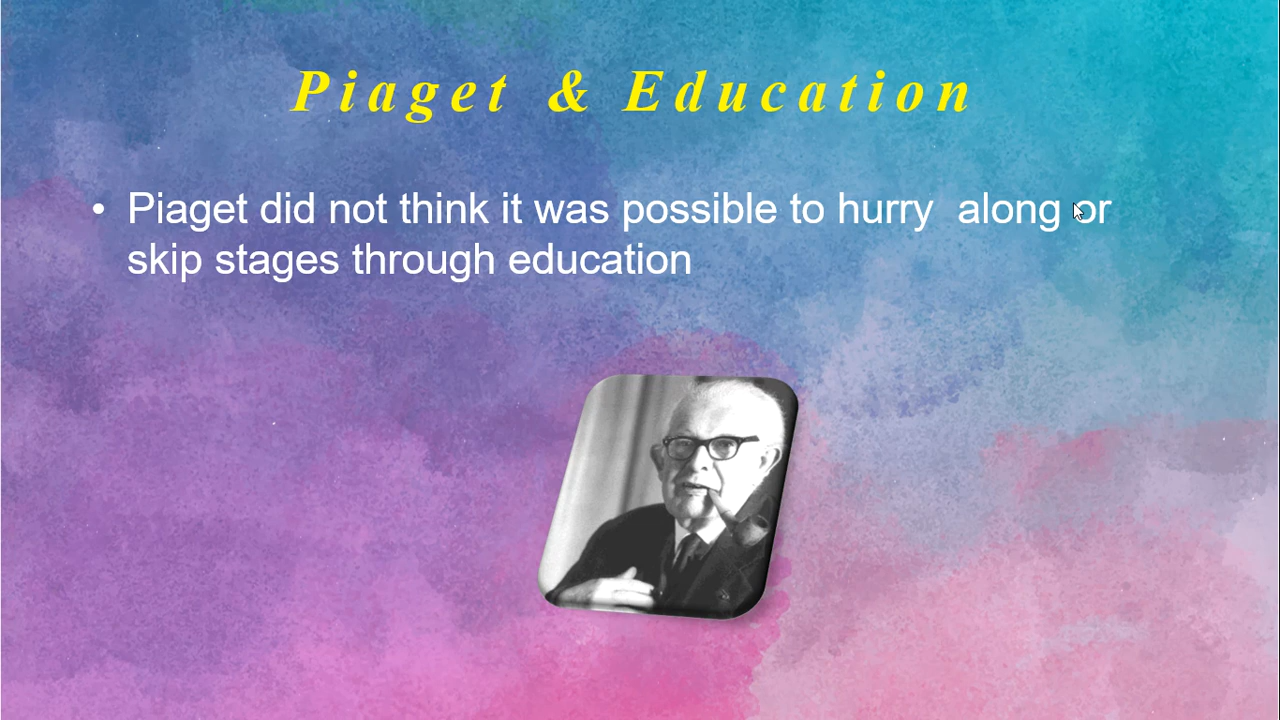 Piaget & Education
• Piaget did not think it was possible to hurry  along or
skip stages through education